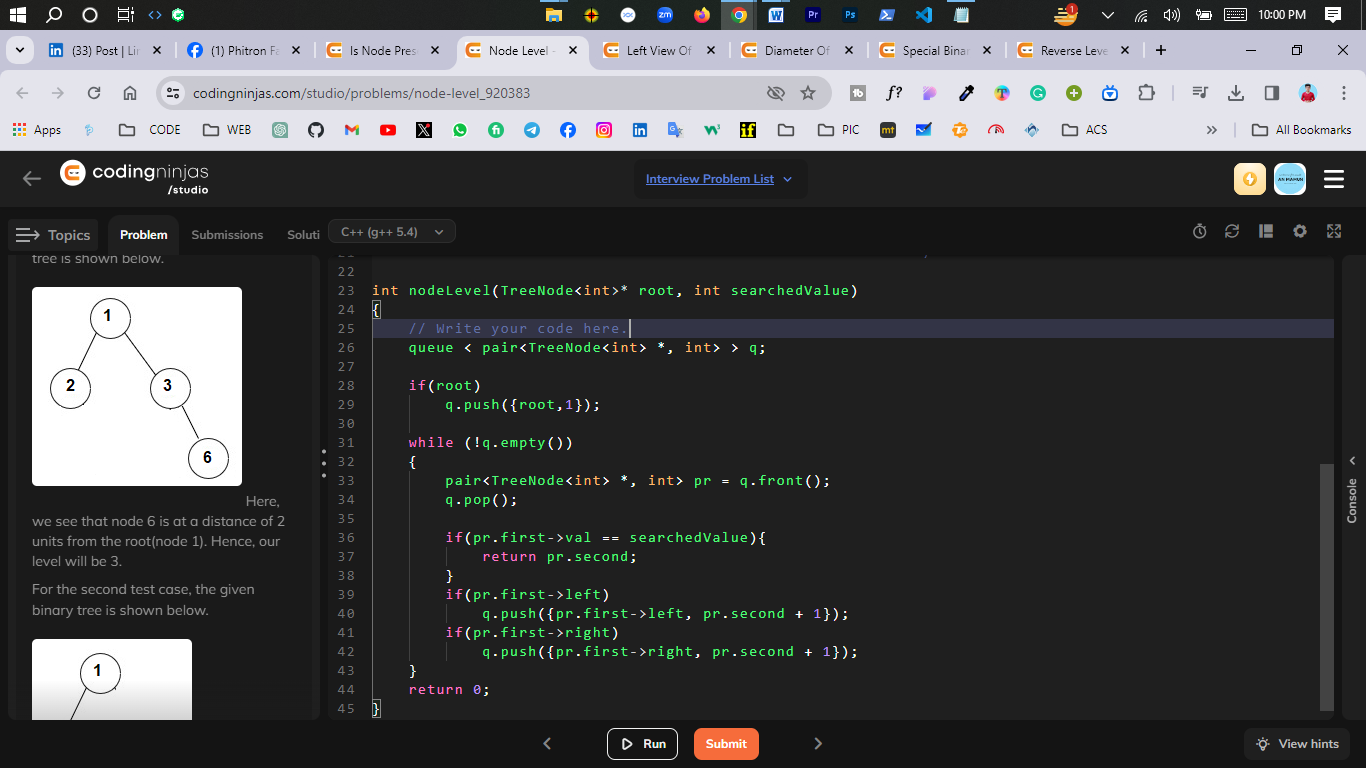 10:00 PM
(33) Post | Lin
(1) Phitron Fa
Is Node Pres
Node Level -
Left View Of
Diameter Of
Special Bina
Reverse Leve
codingninjas.com/studio/problems/node-level_920383
Apps
CODE
WEB
PIC
ACS
All Bookmarks
codingninjas
/studio
Interview Problem List
Topics
Problem
Submissions
Soluti
C++ (g++ 5.4)
tree is shown below.
1
2
3
6
Here,
we see that node 6 is at a distance of 2
units from the root(node 1). Hence, our
level will be 3.
For the second test case, the given
binary tree is shown below.
1
22
23 int nodeLevel(TreeNode<int>* root, int searchedValue)
24 {
25 // Write your code here.
26 queue < pair<TreeNode<int> *, int> > q;
27
28 if(root)
29 q.push({root,1});
30
31 while (!q.empty())
32 {
33 pair<TreeNode<int> *, int> pr = q.front();
34 q.pop();
35
36 if(pr.first->val == searchedValue){
37 return pr.second;
38 }
39 if(pr.first->left)
40 q.push({pr.first->left, pr.second + 1});
41 if(pr.first->right)
42 q.push({pr.first->right, pr.second + 1});
43 }
44 return 0;
45 }
Console
Run
Submit
View hints